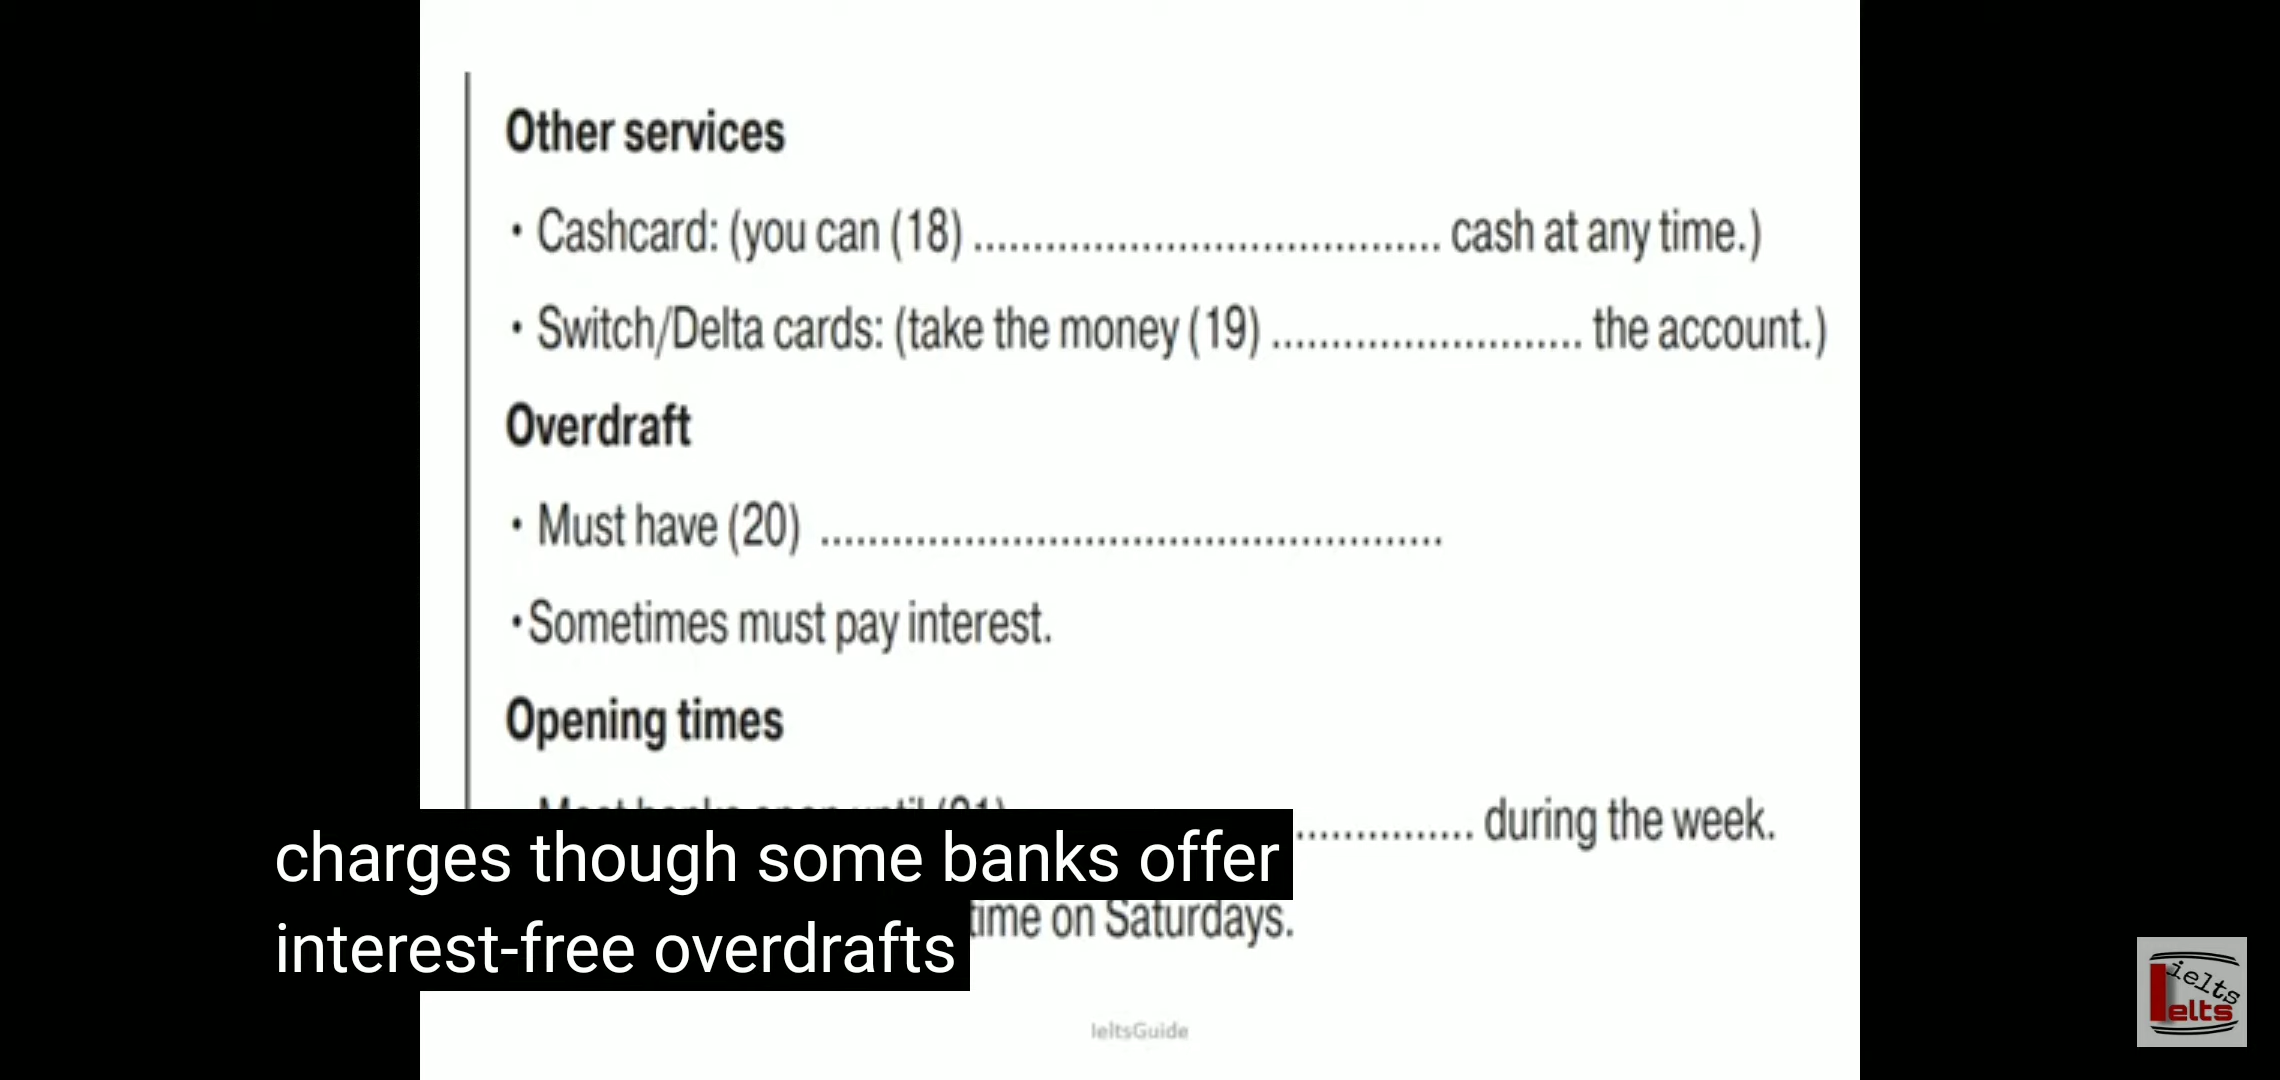 Other services
• Cashcard: (you can (18) ....................................... cash at any time.)
• Switch/Delta cards: (take the money (19) .......................... the account.)
Overdraft
• Must have (20) ....................................................
•Sometimes must pay interest.
Opening times
............... during the week.
charges though some banks offer
time on Saturdays.
interest-free overdrafts
IeltsGuide
ielts
Ielts